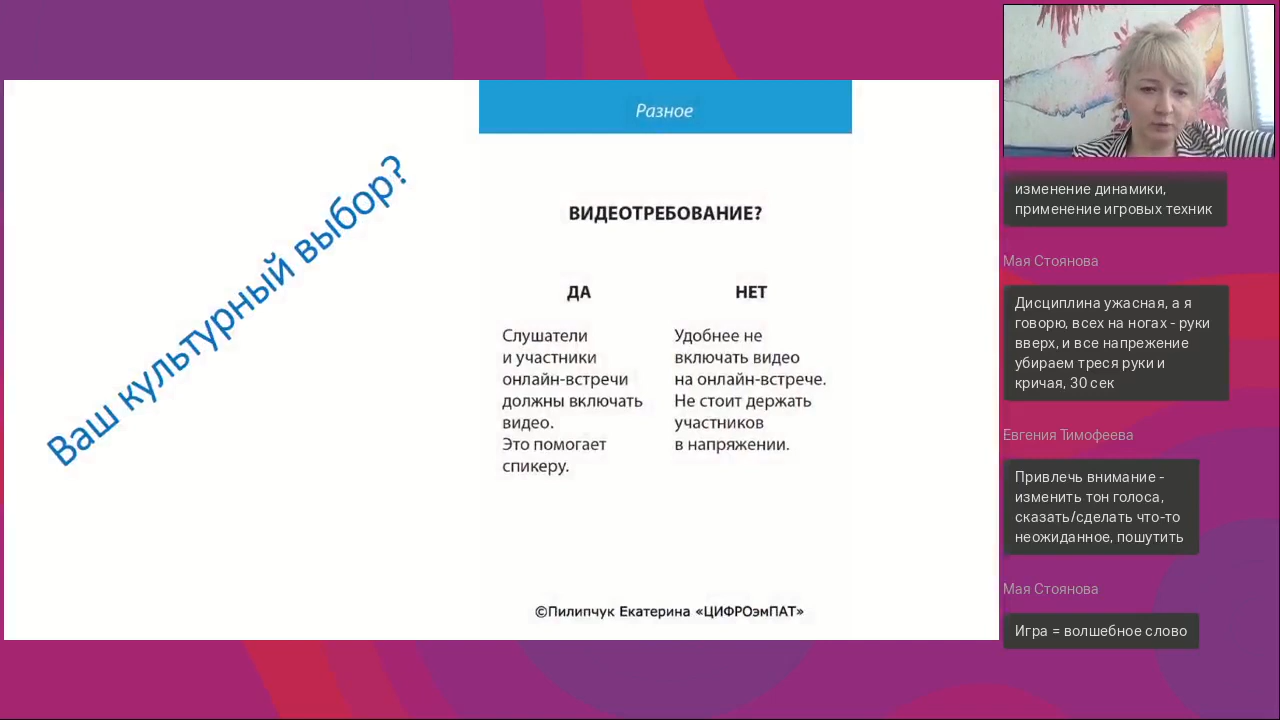 Ваш культурный выбор?
Разное
ВИДЕОТРЕБОВАНИЕ?
ДА
Слушатели
и участники
онлайн-встречи
должны включать
видео.
Это помогает
спикеру.
НЕТ
Удобнее не
включать видео
на онлайн-встрече.
Не стоит держать
участников
в напряжении.
©Пилипчук Екатерина «ЦИФРОэмПАТ»
изменение динамики,
применение игровых техник
Мая Стоянова
Дисциплина ужасная, а я
говорю, всех на ногах - руки
вверх, и все напрежение
убираем треся руки и
кричая, 30 сек
Евгения Тимофеева
Привлечь внимание -
изменить тон голоса,
сказать/сделать что-то
неожиданное, пошутить
Мая Стоянова
Игра = волшебное слово